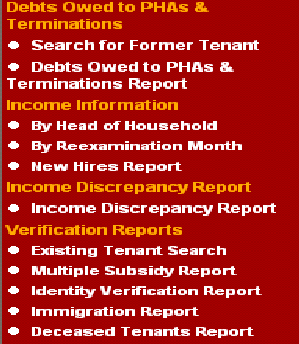 Debts Owed to PHAs &
Terminations
● Search for Former Tenant
● Debts Owed to PHAs &
Terminations Report
Income Information
● By Head of Household
● By Reexamination Month
● New Hires Report
Income Discrepancy Report
● Income Discrepancy Report
Verification Reports
● Existing Tenant Search
● Multiple Subsidy Report
● Identity Verification Report
● Immigration Report
● Deceased Tenants Report